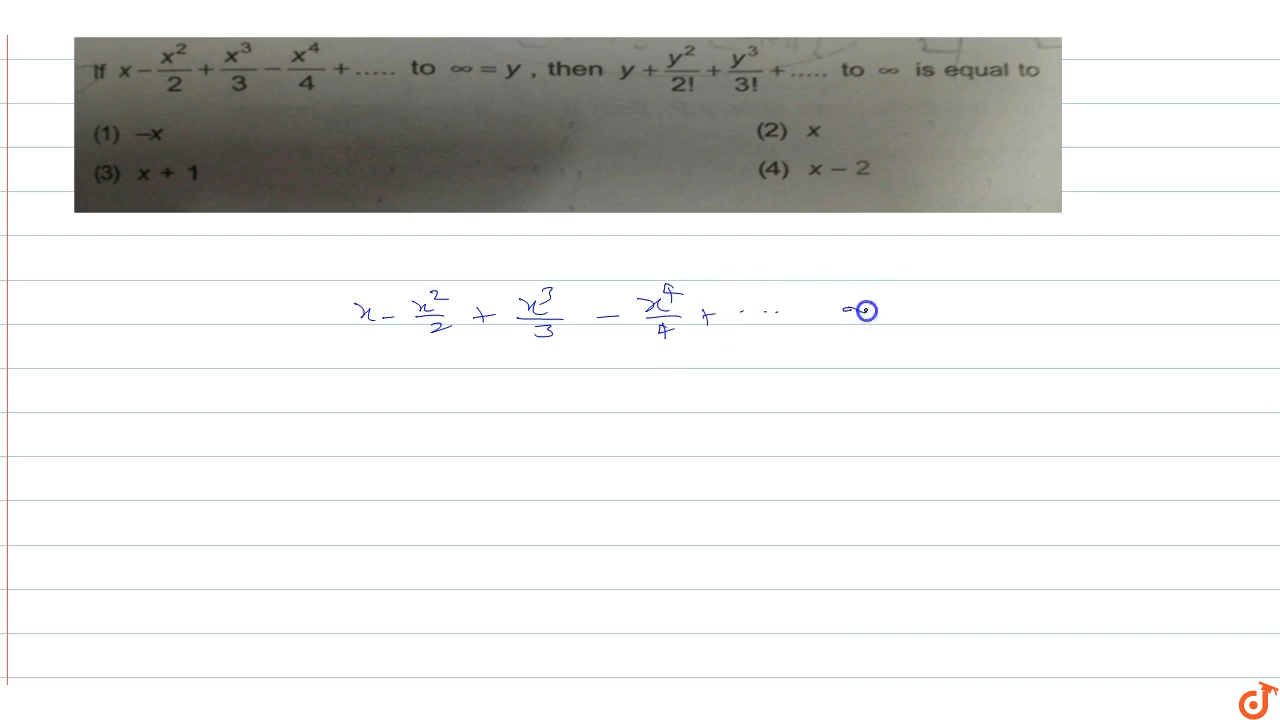 If x − x²/2 + x³/3 − x⁴/4 + ..... to ∞ = y , then y + y²/2! + y³/3! + ..... to ∞ is equal to
(1) –x (2) x
(3) x + 1 (4) x – 2
x − x²/2 + x³/3 − x⁴/4 + ... ∞